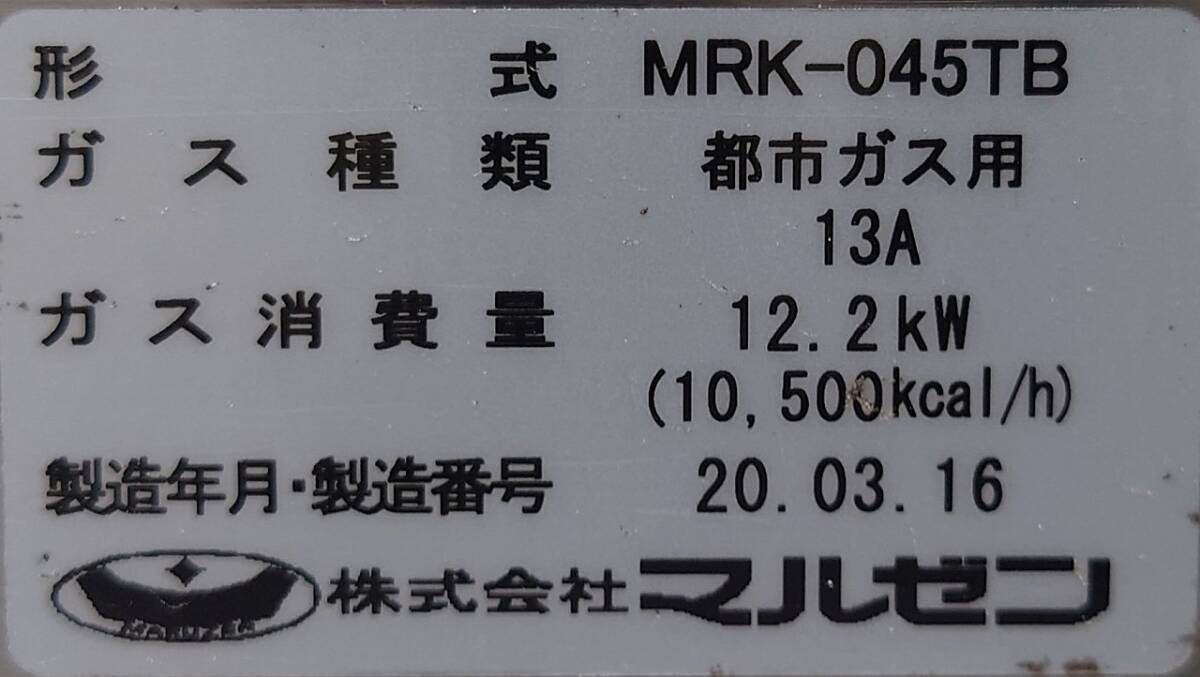 形式 MRK-045TB
ガス種類 都市ガス用
13A
ガス消費量 12.2kW
(10,500kcal/h)
製造年月・製造番号 20.03.16
MARUZEN 株式会社マルゼン